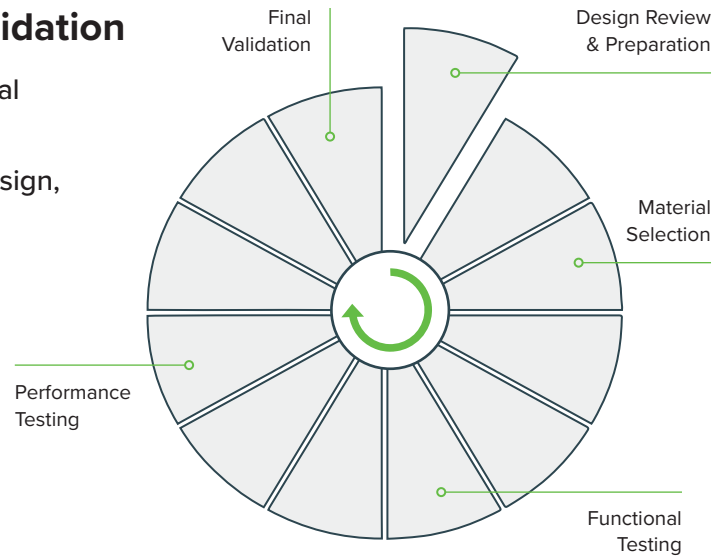 idation
al
sign,
Final
Validation
Design Review
& Preparation
Material
Selection
Performance
Testing
Functional
Testing